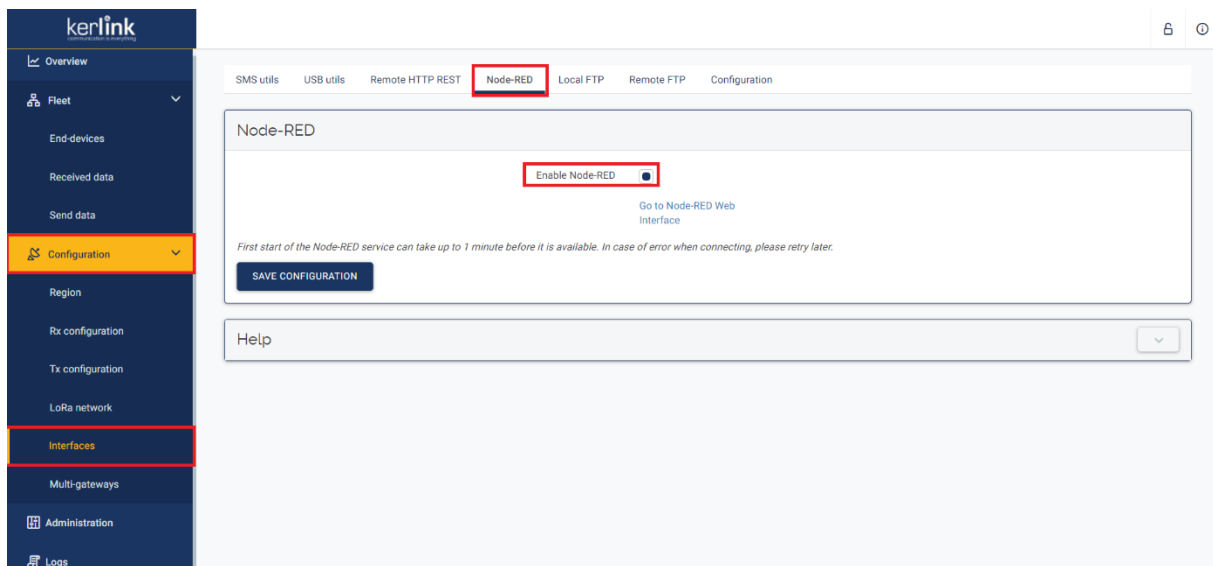 kerlink
communication is everything
Overview
Fleet
End-devices
Received data
Send data
Configuration
Region
Rx configuration
Tx configuration
LoRa network
Interfaces
Multi-gateways
Administration
Logs
SMS utils USB utils Remote HTTP REST Node-RED Local FTP Remote FTP Configuration
Node-RED
Enable Node-RED
Go to Node-RED Web
Interface
First start of the Node-RED service can take up to 1 minute before it is available. In case of error when connecting, please retry later.
SAVE CONFIGURATION
Help